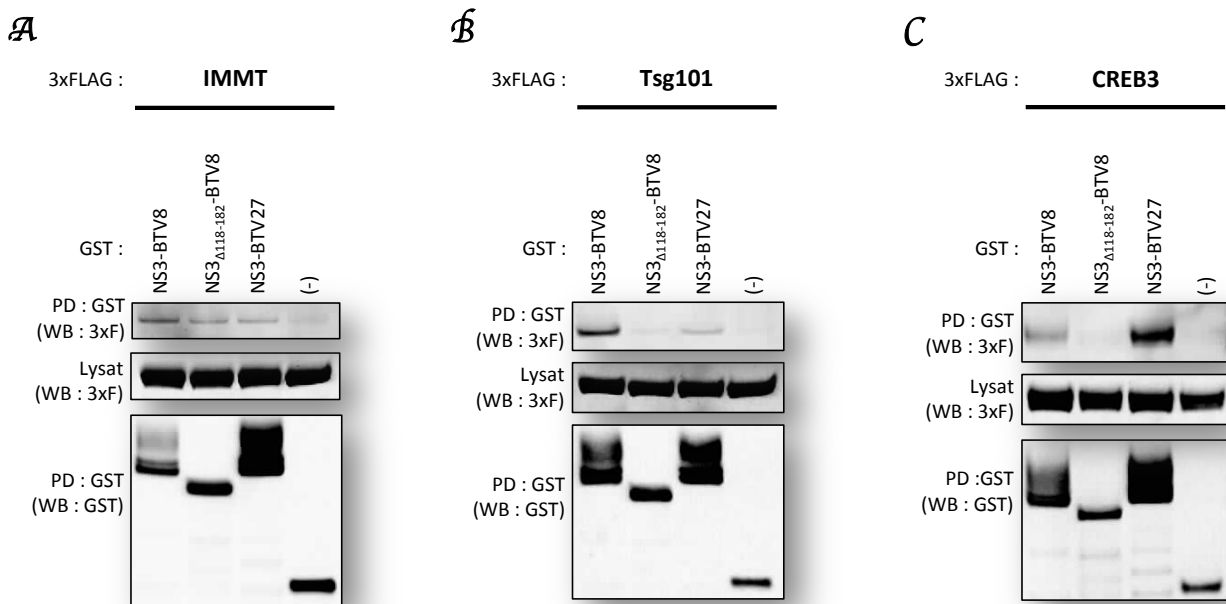 A
3xFLAG :
IMMT
GST :
NS3-BTV8
NS3Δ118-182-BTV8
NS3-BTV27
(-)
PD : GST
(WB : 3xF)
Lysat
(WB : 3xF)
PD : GST
(WB : GST)
B
3xFLAG :
Tsg101
GST :
NS3-BTV8
NS3Δ118-182-BTV8
NS3-BTV27
(-)
PD : GST
(WB : 3xF)
Lysat
(WB : 3xF)
PD : GST
(WB : GST)
C
3xFLAG :
CREB3
GST :
NS3-BTV8
NS3Δ118-182-BTV8
NS3-BTV27
(-)
PD : GST
(WB : 3xF)
Lysat
(WB : 3xF)
PD :GST
(WB : GST)